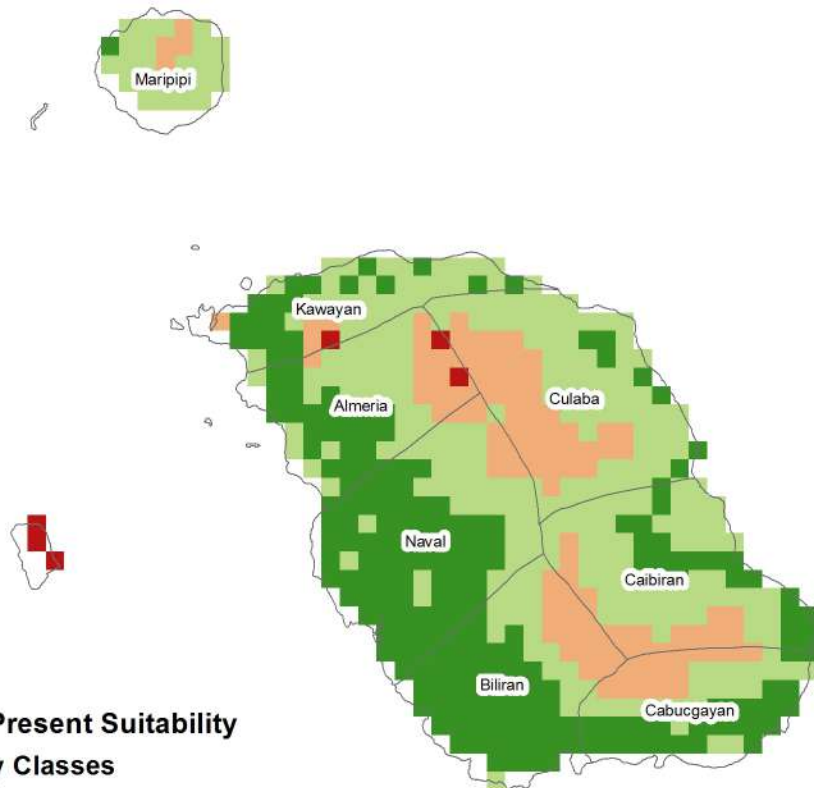 Maripipi
Kawayan
Almeria
Culaba
Naval
Caibiran
Biliran
Cabucgayan
Present Suitability
Classes